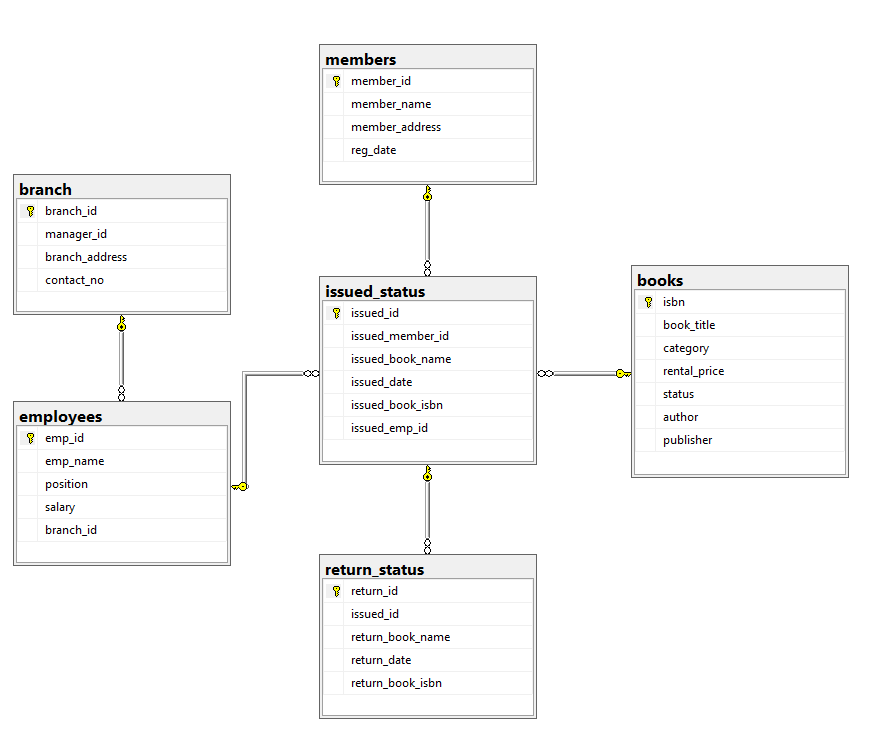 members
member_id
member_name
member_address
reg_date
branch
branch_id
manager_id
branch_address
contact_no
issued_status
issued_id
issued_member_id
issued_book_name
issued_date
issued_book_isbn
issued_emp_id
books
isbn
book_title
category
rental_price
status
author
publisher
employees
emp_id
emp_name
position
salary
branch_id
return_status
return_id
issued_id
return_book_name
return_date
return_book_isbn